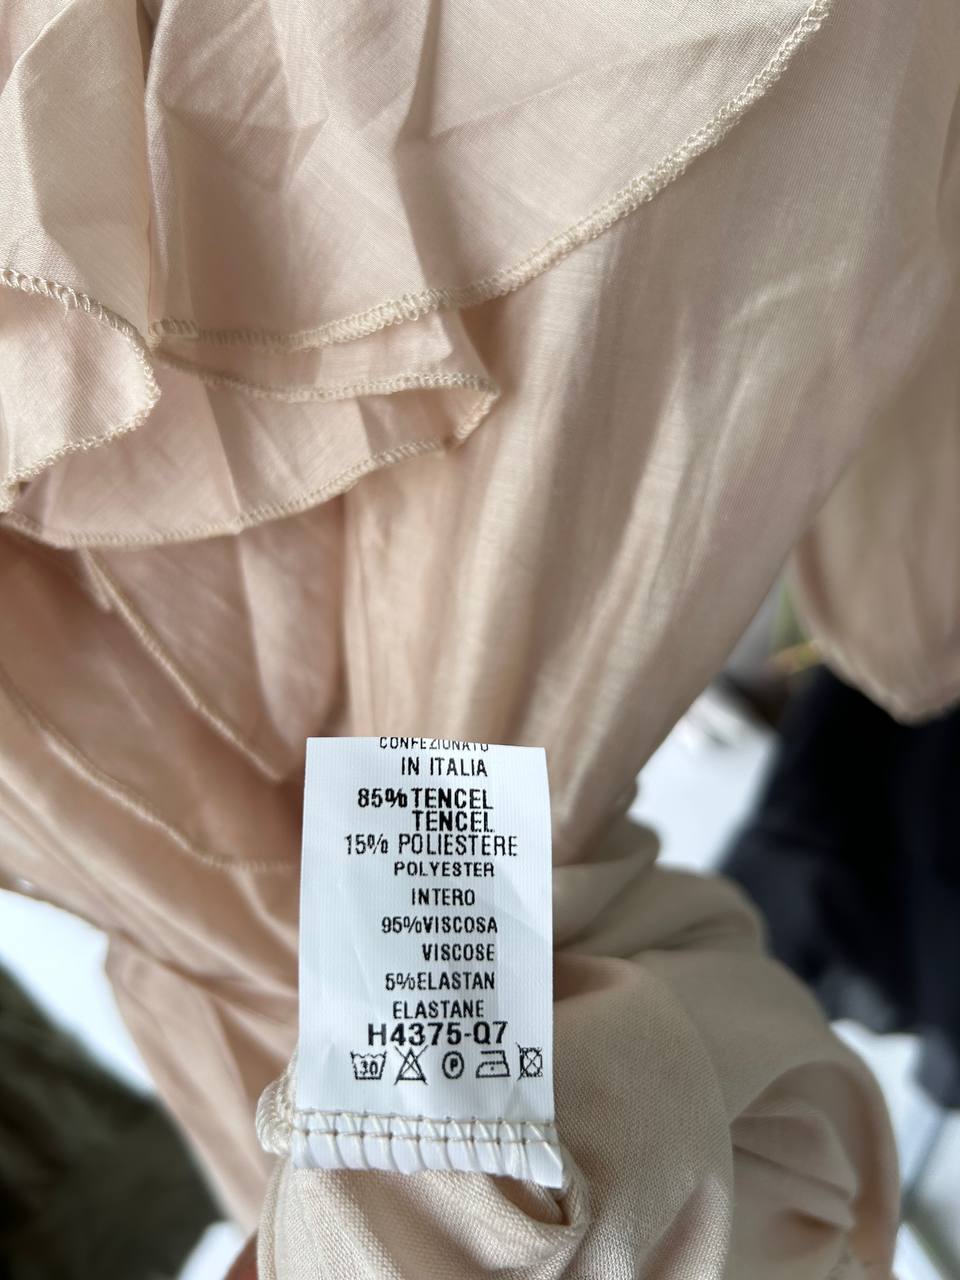 CONFEZIONATO
IN ITALIA
85% TENCEL
TENCEL
15% POLIESTERE
POLYESTER
INTERO
95%VISCOSA
VISCOSE
5%ELASTAN
ELASTANE
H4375-Q7
30 P